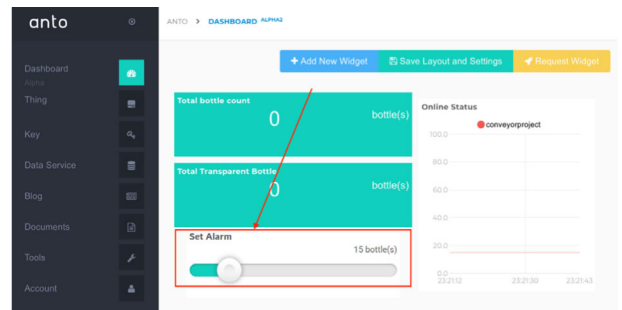 anto
ANTO > DASHBOARD ALPHA2
+ Add New Widget
Save Layout and Settings
Request Widget
Dashboard
Alpha
Thing
Key
Data Service
Blog
Documents
Tools
Account
Total bottle count
0 bottle(s)
Total Transparent Bottle
0 bottle(s)
Set Alarm
15 bottle(s)
Online Status
conveyorproject
100.0
80.0
60.0
40.0
20.0
0.0
23:21:12 23:21:30 23:21:43